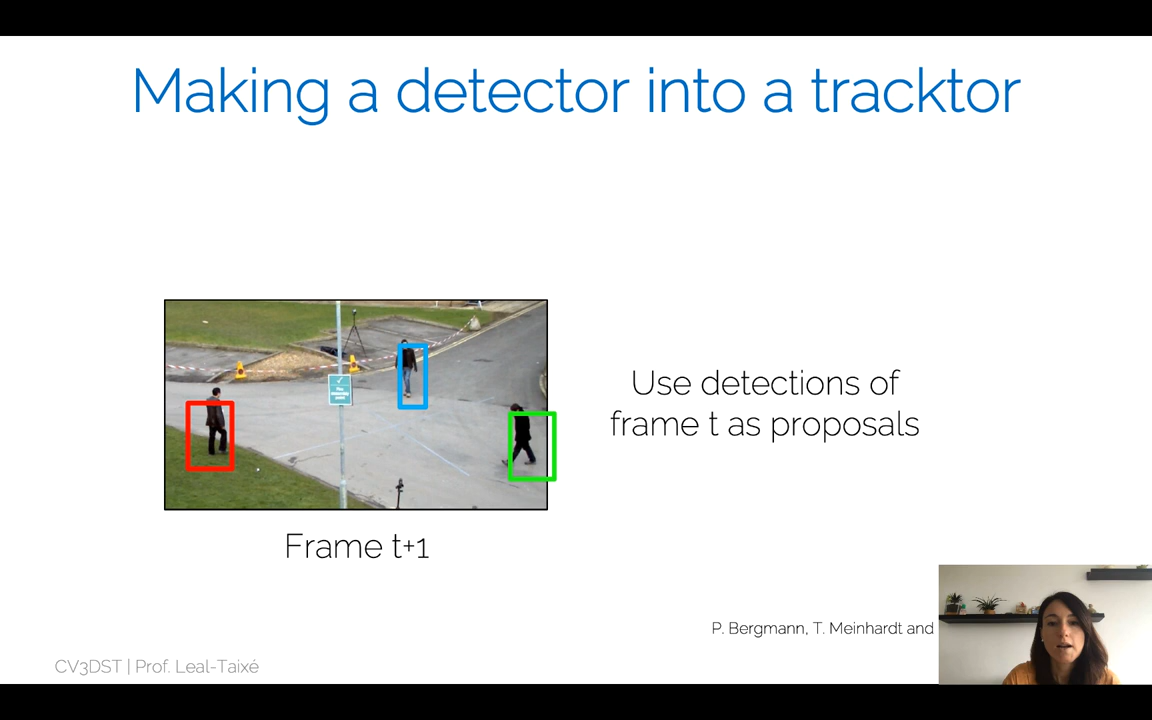 Making a detector into a tracktor
Use detections of
frame t as proposals
Frame t+1
P. Bergmann, T. Meinhardt and
CV3DST | Prof. Leal-Taixé